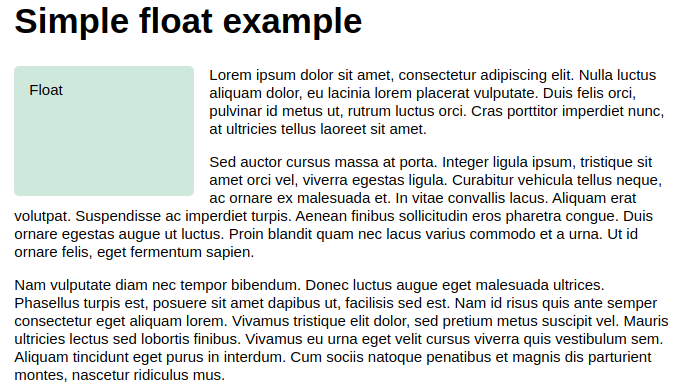 Simple float example
Float
Lorem ipsum dolor sit amet, consectetur adipiscing elit. Nulla luctus
aliquam dolor, eu lacinia lorem placerat vulputate. Duis felis orci,
pulvinar id metus ut, rutrum luctus orci. Cras porttitor imperdiet nunc,
at ultricies tellus laoreet sit amet.
Sed auctor cursus massa at porta. Integer ligula ipsum, tristique sit
amet orci vel, viverra egestas ligula. Curabitur vehicula tellus neque,
ac ornare ex malesuada et. In vitae convallis lacus. Aliquam erat
volutpat. Suspendisse ac imperdiet turpis. Aenean finibus sollicitudin eros pharetra congue. Duis
ornare egestas augue ut luctus. Proin blandit quam nec lacus varius commodo et a urna. Ut id
ornare felis, eget fermentum sapien.
Nam vulputate diam nec tempor bibendum. Donec luctus augue eget malesuada ultrices.
Phasellus turpis est, posuere sit amet dapibus ut, facilisis sed est. Nam id risus quis ante semper
consectetur eget aliquam lorem. Vivamus tristique elit dolor, sed pretium metus suscipit vel. Mauris
ultricies lectus sed lobortis finibus. Vivamus eu urna eget velit cursus viverra quis vestibulum sem.
Aliquam tincidunt eget purus in interdum. Cum sociis natoque penatibus et magnis dis parturient
montes, nascetur ridiculus mus.